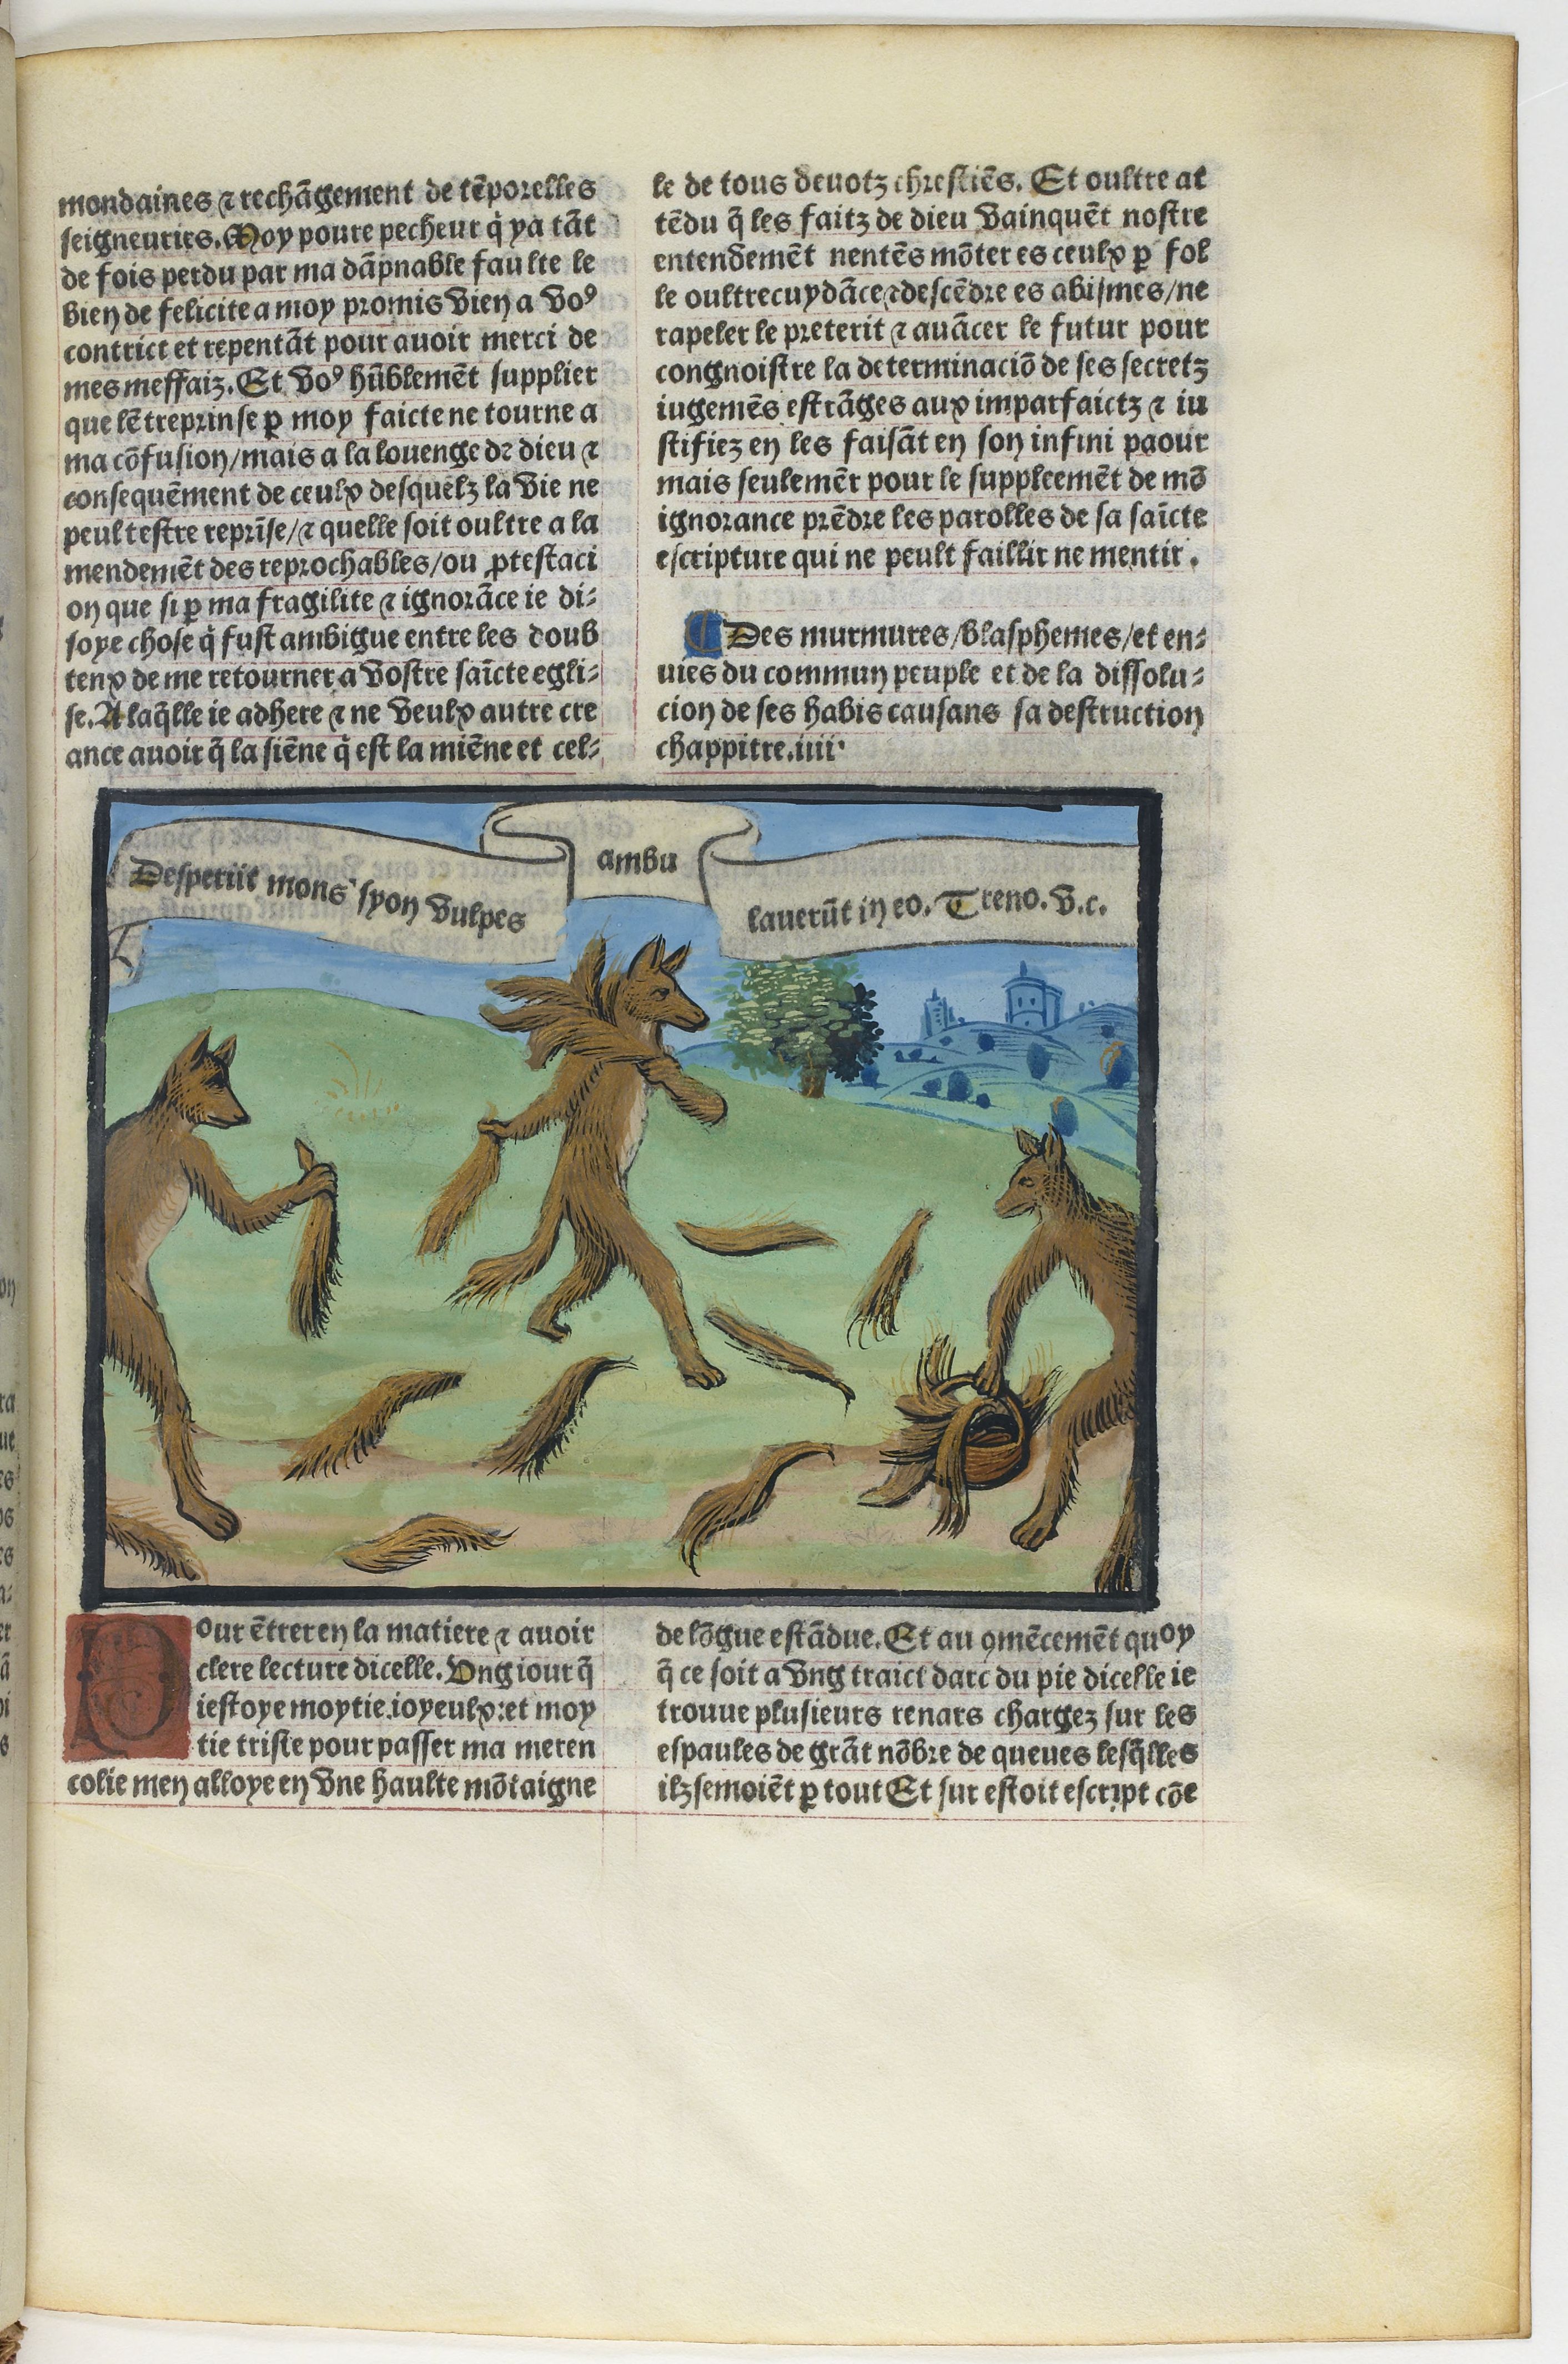 mondaines ⁊ rechãgement de tẽporelles
seigneuries. Moy poure pecheur q̇ ya tãt
de fois perdu par ma dãpnable faulte le
bien de felicite a moy promis vien a voꝰ
contrict et repentãt pour auoir merci de
mes meffaiz. Et voꝰ hũblemẽt supplier
que lẽtreprinse ꝑ moy faicte ne tourne a
ma cõfusion/mais a la louenge de dieu ⁊
consequẽment de ceulx desquelz la vie ne
peult estre reprĩse/⁊ quelle soit oultre a la
mendemẽt des reprochables/ou ꝓtestaci
on que si ꝑ ma fragilite ⁊ ignorãce ie di-
soye chose q̇ fust ambigue entre les doub
teux de me retourner a vostre saĩcte egli-
se. A laq̃lle ie adhere ⁊ ne veulx autre cre
ance auoir q̃ la siẽne q̇ est la miẽne et cel-
le de tous deuotz chrestiẽs. Et oultre at
tẽdu q̃ les faitz de dieu vainquẽt nostre
entendemẽt nentẽs mõter es ceulx ꝑ fol
le oultrecuydãce ⁊ descẽdre es abismes/ne
rapeler le preterit ⁊ auãcer le futur pour
congnoistre la determinaciõ de ses secretz
iugemẽs estrãges aux imparfaictz ⁊ iu
stifiez en les faisãt en son infini paour
mais seulemẽt pour le suppleemẽt de mõ
ignorance prẽdre les parolles de sa saĩcte
escripture qui ne peult faillir ne mentir.
Des murmures/blasphemes/et en-
uies du commun peuple et de la dissolu-
cion de ses habis causans sa destruction
chappitre.iiii.
Desperiit mons syon vulpes
ambu
lauerũt in eo. Treno. v.c.
Pour ẽtrer en la matiere ⁊ auoir
clere lecture dicelle. Ung iour q̃
iestoye moytie ioyeulx: et moy
tie triste pour passer ma meren
colie men alloye en vne haulte mõtaigne
de lõgue estãdue. Et au ꝯmẽcemẽt quoy
q̃ ce soit a vng traict darc du pie dicelle ie
trouue plusieurs renars chargez sur les
espaules de grãt nõbre de queues lesq̃lles
ilz semoiẽt ꝑ tout Et sur estoit escript cõe